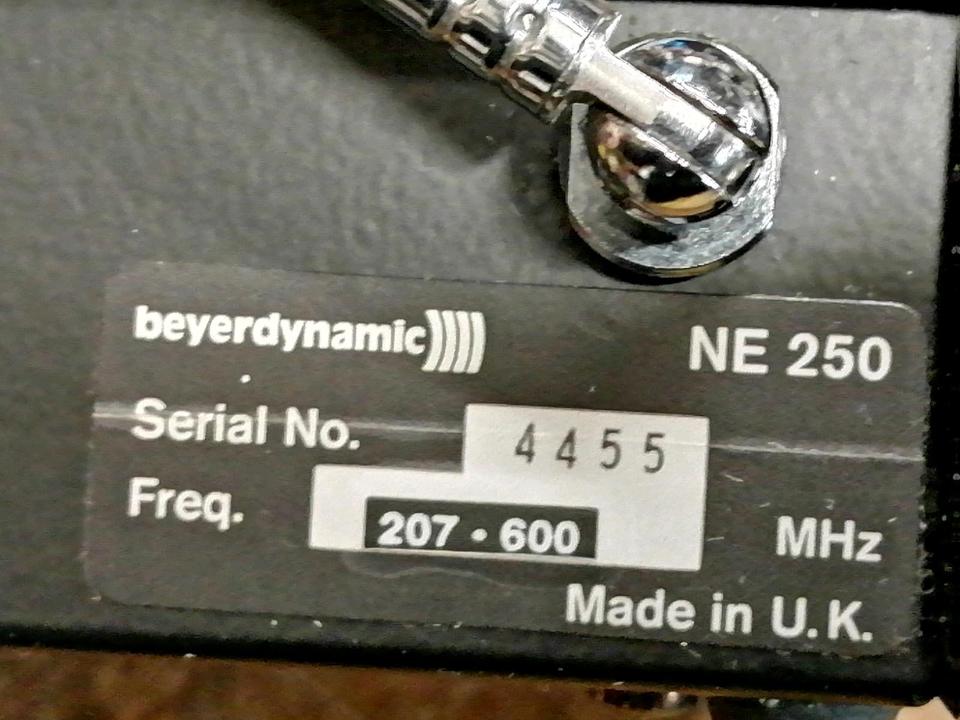 beyerdynamic
NE 250
Serial No. 4455
Freq. 207•600 MHz
Made in U.K.